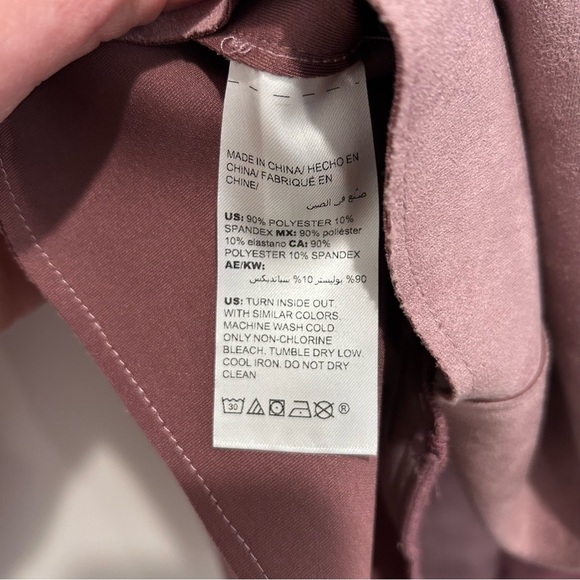 MADE IN CHINA/ HECHO EN
CHINA/ FABRIQUÉ EN
CHINE/
صنع في الصين
US: 90% POLYESTER 10%
SPANDEX MX: 90% poliéster
10% elastano CA: 90%
POLYESTER 10% SPANDEX
AE/KW:
90% بوليستر 10% سبانديكس
US: TURN INSIDE OUT.
WITH SIMILAR COLORS.
MACHINE WASH COLD.
ONLY NON-CHLORINE
BLEACH. TUMBLE DRY LOW.
COOL IRON. DO NOT DRY
CLEAN
30 ®